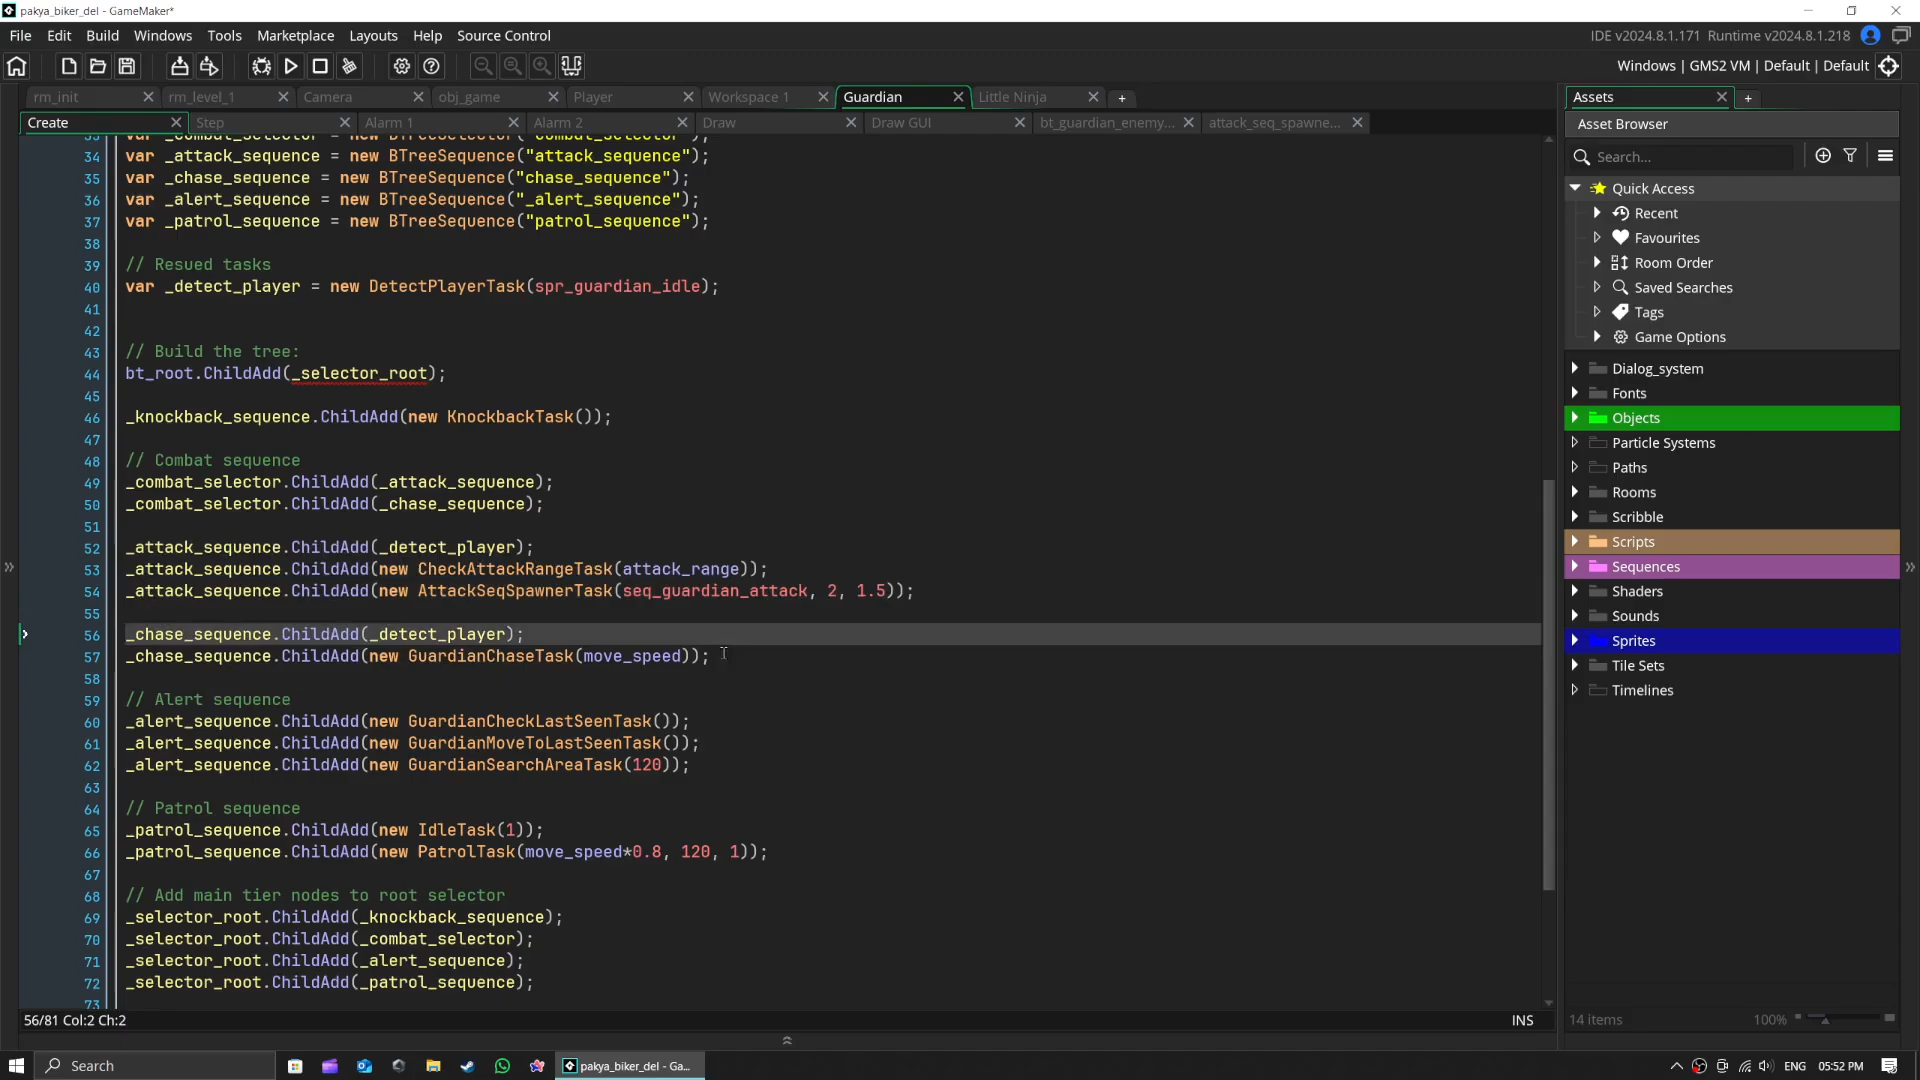 pakya_biker_del - GameMaker*
File Edit Build Windows Tools Marketplace Layouts Help Source Control
IDE v2024.8.1.171 Runtime v2024.8.1.218
Windows | GMS2 VM | Default | Default
rm_init rm_level_1 Camera obj_game Player Workspace 1 Guardian Little Ninja
Create Step Alarm 1 Alarm 2 Draw Draw GUI bt_guardian_enemy... attack_seq_spawne...
33 var _combat_selector = new BTreeSelector("combat_selector");
34 var _attack_sequence = new BTreeSequence("attack_sequence");
35 var _chase_sequence = new BTreeSequence("chase_sequence");
36 var _alert_sequence = new BTreeSequence("_alert_sequence");
37 var _patrol_sequence = new BTreeSequence("patrol_sequence");
38
39 // Resued tasks
40 var _detect_player = new DetectPlayerTask(spr_guardian_idle);
41
42
43 // Build the tree:
44 bt_root.ChildAdd(_selector_root);
45
46 _knockback_sequence.ChildAdd(new KnockbackTask());
47
48 // Combat sequence
49 _combat_selector.ChildAdd(_attack_sequence);
50 _combat_selector.ChildAdd(_chase_sequence);
51
52 _attack_sequence.ChildAdd(_detect_player);
53 _attack_sequence.ChildAdd(new CheckAttackRangeTask(attack_range));
54 _attack_sequence.ChildAdd(new AttackSeqSpawnerTask(seq_guardian_attack, 2, 1.5));
55
56 _chase_sequence.ChildAdd(_detect_player);
57 _chase_sequence.ChildAdd(new GuardianChaseTask(move_speed));
58
59 // Alert sequence
60 _alert_sequence.ChildAdd(new GuardianCheckLastSeenTask());
61 _alert_sequence.ChildAdd(new GuardianMoveToLastSeenTask());
62 _alert_sequence.ChildAdd(new GuardianSearchAreaTask(120));
63
64 // Patrol sequence
65 _patrol_sequence.ChildAdd(new IdleTask(1));
66 _patrol_sequence.ChildAdd(new PatrolTask(move_speed*0.8, 120, 1));
67
68 // Add main tier nodes to root selector
69 _selector_root.ChildAdd(_knockback_sequence);
70 _selector_root.ChildAdd(_combat_selector);
71 _selector_root.ChildAdd(_alert_sequence);
72 _selector_root.ChildAdd(_patrol_sequence);
73
56/81 Col:2 Ch:2
INS
Assets
Asset Browser
Search...
Quick Access
Recent
Favourites
Room Order
Saved Searches
Tags
Game Options
Dialog_system
Fonts
Objects
Particle Systems
Paths
Rooms
Scribble
Scripts
Sequences
Shaders
Sounds
Sprites
Tile Sets
Timelines
14 items 100%
Search
pakya_biker_del - Ga...
ENG 05:52 PM